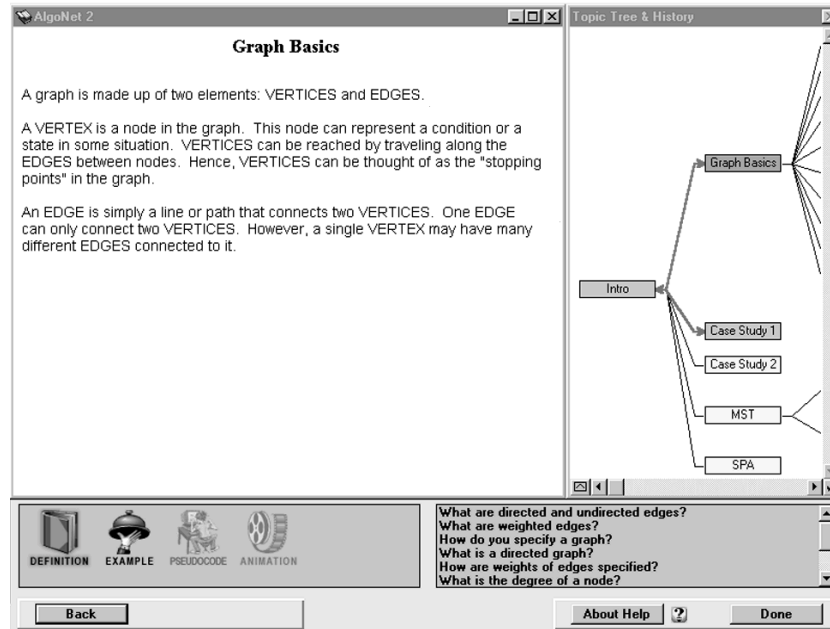 AlgoNet 2
Topic Tree & History
Graph Basics
A graph is made up of two elements: VERTICES and EDGES.
A VERTEX is a node in the graph. This node can represent a condition or a
state in some situation. VERTICES can be reached by traveling along the
EDGES between nodes. Hence, VERTICES can be thought of as the "stopping
points" in the graph.
An EDGE is simply a line or path that connects two VERTICES. One EDGE
can only connect two VERTICES. However, a single VERTEX may have many
different EDGES connected to it.
Graph Basics
Intro
Case Study 1
Case Study 2
MST
SPA
DEFINITION
EXAMPLE
PSEUDOCODE
ANIMATION
What are directed and undirected edges?
What are weighted edges?
How do you specify a graph?
What is a directed graph?
How are weights of edges specified?
What is the degree of a node?
Back
About Help
?
Done